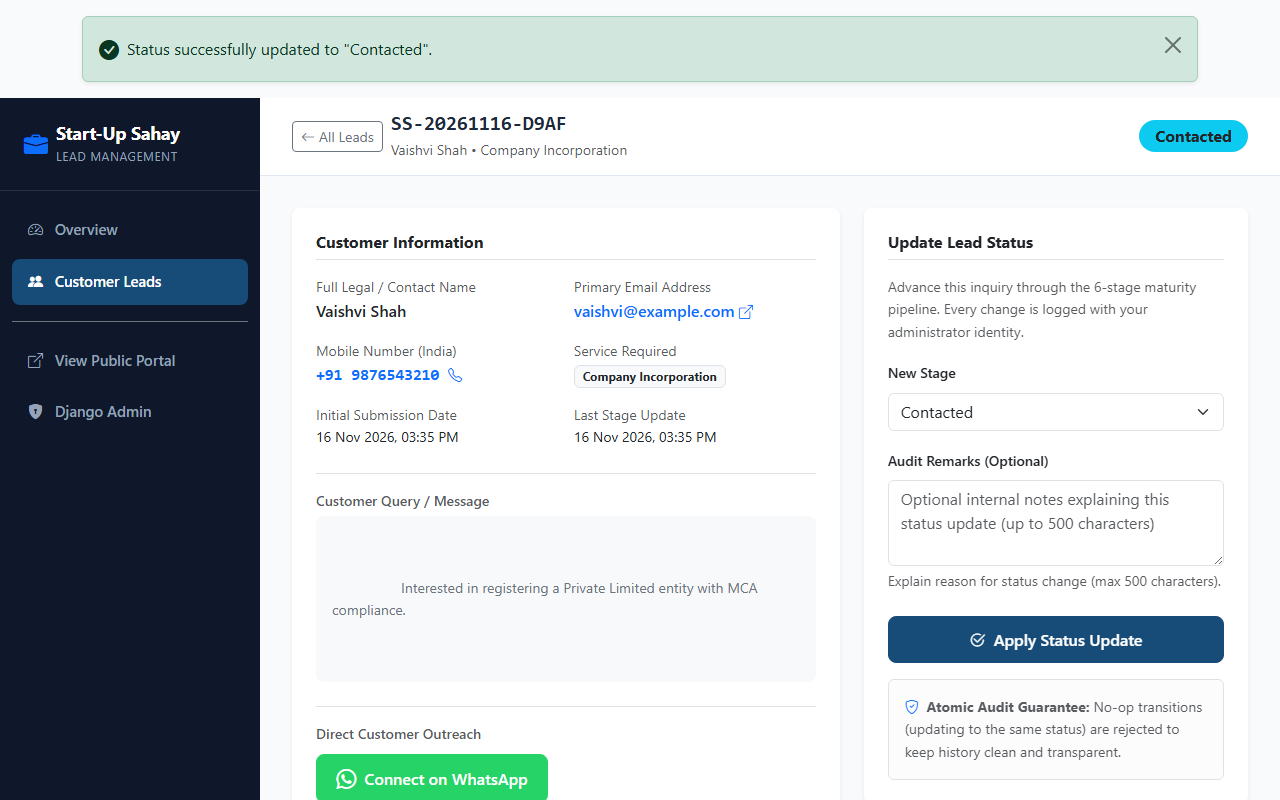 Status successfully updated to "Contacted".
Start-Up Sahay
LEAD MANAGEMENT
Overview
Customer Leads
View Public Portal
Django Admin
← All Leads
SS-20261116-D9AF
Vaishvi Shah • Company Incorporation
Contacted
Customer Information
Full Legal / Contact Name
Vaishvi Shah
Primary Email Address
vaishvi@example.com
Mobile Number (India)
+91 9876543210
Service Required
Company Incorporation
Initial Submission Date
16 Nov 2026, 03:35 PM
Last Stage Update
16 Nov 2026, 03:35 PM
Customer Query / Message
Interested in registering a Private Limited entity with MCA
compliance.
Direct Customer Outreach
Connect on WhatsApp
Update Lead Status
Advance this inquiry through the 6-stage maturity
pipeline. Every change is logged with your
administrator identity.
New Stage
Contacted
Audit Remarks (Optional)
Optional internal notes explaining this
status update (up to 500 characters)
Explain reason for status change (max 500 characters).
Apply Status Update
Atomic Audit Guarantee: No-op transitions
(updating to the same status) are rejected to
keep history clean and transparent.